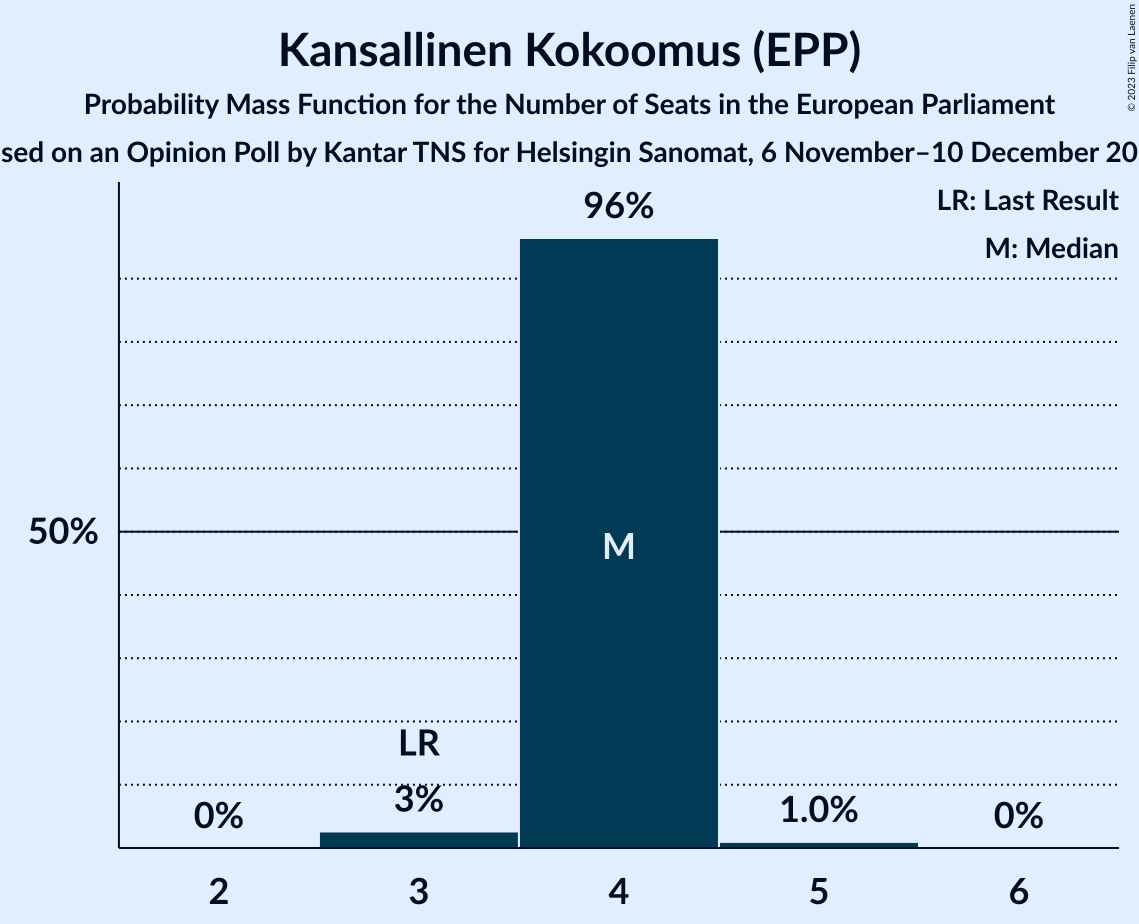 Kansallinen Kokoomus (EPP)
Probability Mass Function for the Number of Seats in the European Parliament
sed on an Opinion Poll by Kantar TNS for Helsingin Sanomat, 6 November–10 December 20
© 2023 Filip van Laenen
LR: Last Result
M: Median
96%
50%
M
LR
3%
0%
1.0%
0%
2 3 4 5 6